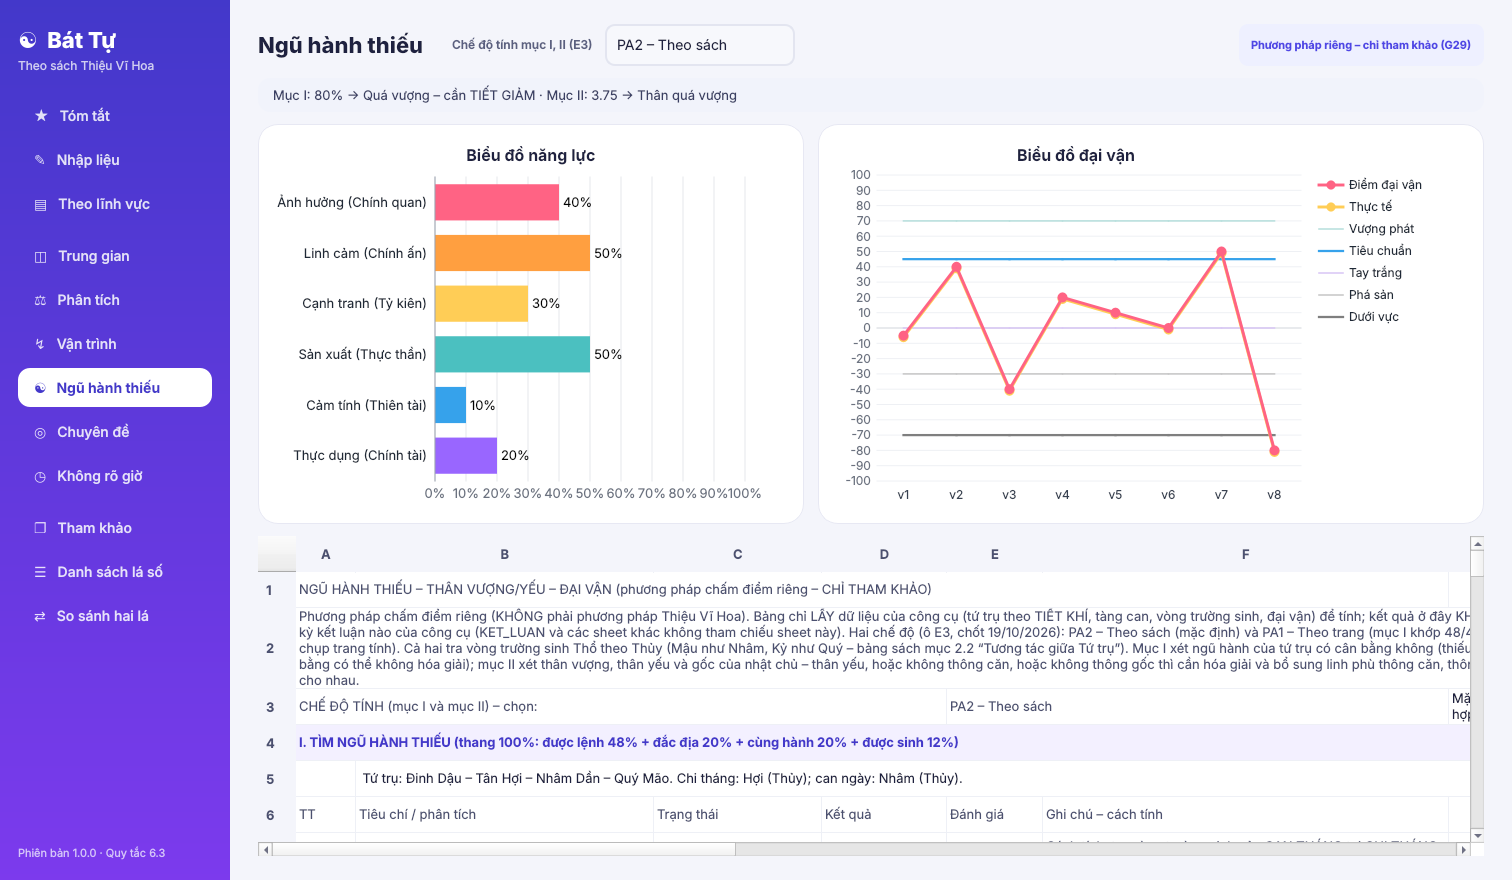 ☯ Bát Tự
Theo sách Thiệu Vĩ Hoa
★ Tóm tắt
✎ Nhập liệu
▤ Theo lĩnh vực
◫ Trung gian
⚖ Phân tích
↯ Vận trình
☯ Ngũ hành thiếu
◎ Chuyên đề
◷ Không rõ giờ
❐ Tham khảo
☰ Danh sách lá số
⇄ So sánh hai lá
Phiên bản 1.0.0 · Quy tắc 6.3
Ngũ hành thiếu
Chế độ tính mục I, II (E3)
PA2 – Theo sách
Phương pháp riêng – chỉ tham khảo (G29)
Mục I: 80% → Quá vượng – cần TIẾT GIẢM · Mục II: 3.75 → Thân quá vượng
Biểu đồ năng lực
Ảnh hưởng (Chính quan)
40%
Linh cảm (Chính ấn)
50%
Cạnh tranh (Tỷ kiên)
30%
Sản xuất (Thực thần)
50%
Cảm tính (Thiên tài)
10%
Thực dụng (Chính tài)
20%
0% 10% 20% 30% 40% 50% 60% 70% 80% 90% 100%
Biểu đồ đại vận
100
90
80
70
60
50
40
30
20
10
0
-10
-20
-30
-40
-50
-60
-70
-80
-90
-100
v1 v2 v3 v4 v5 v6 v7 v8
Điểm đại vận
Thực tế
Vượng phát
Tiêu chuẩn
Tay trắng
Phá sản
Dưới vực
A B C D E F
1 NGŨ HÀNH THIẾU – THÂN VƯỢNG/YẾU – ĐẠI VẬN (phương pháp chấm điểm riêng – CHỈ THAM KHẢO)
Phương pháp chấm điểm riêng (KHÔNG phải phương pháp Thiệu Vĩ Hoa). Bảng chỉ LẤY dữ liệu của công cụ (tứ trụ theo TIẾT KHÍ, tàng can, vòng trường sinh, đại vận) để tính; kết quả ở đây KH
kỳ kết luận nào của công cụ (KET_LUAN và các sheet khác không tham chiếu sheet này). Hai chế độ (ô E3, chốt 19/10/2026): PA2 – Theo sách (mặc định) và PA1 – Theo trang (mục I khớp 48/4
2 chụp trang tính). Cả hai tra vòng trường sinh Thổ theo Thủy (Mậu như Nhâm, Kỷ như Quý – bảng sách mục 2.2 “Tương tác giữa Tứ trụ”). Mục I xét ngũ hành của tứ trụ có cân bằng không (thiếu
bằng có thể không hóa giải); mục II xét thân vượng, thân yếu và gốc của nhật chủ – thân yếu, hoặc không thông căn, hoặc không thông gốc thì cần hóa giải và bổ sung linh phù thông căn, thôn
cho nhau.
3 CHẾ ĐỘ TÍNH (mục I và mục II) – chọn: PA2 – Theo sách
4 I. TÌM NGŨ HÀNH THIẾU (thang 100%: được lệnh 48% + đắc địa 20% + cùng hành 20% + được sinh 12%)
5 Tứ trụ: Đinh Dậu – Tân Hợi – Nhâm Dần – Quý Mão. Chi tháng: Hợi (Thủy); can ngày: Nhâm (Thủy).
6 TT Tiêu chí / phân tích Trạng thái Kết quả Đánh giá Ghi chú – cách tính